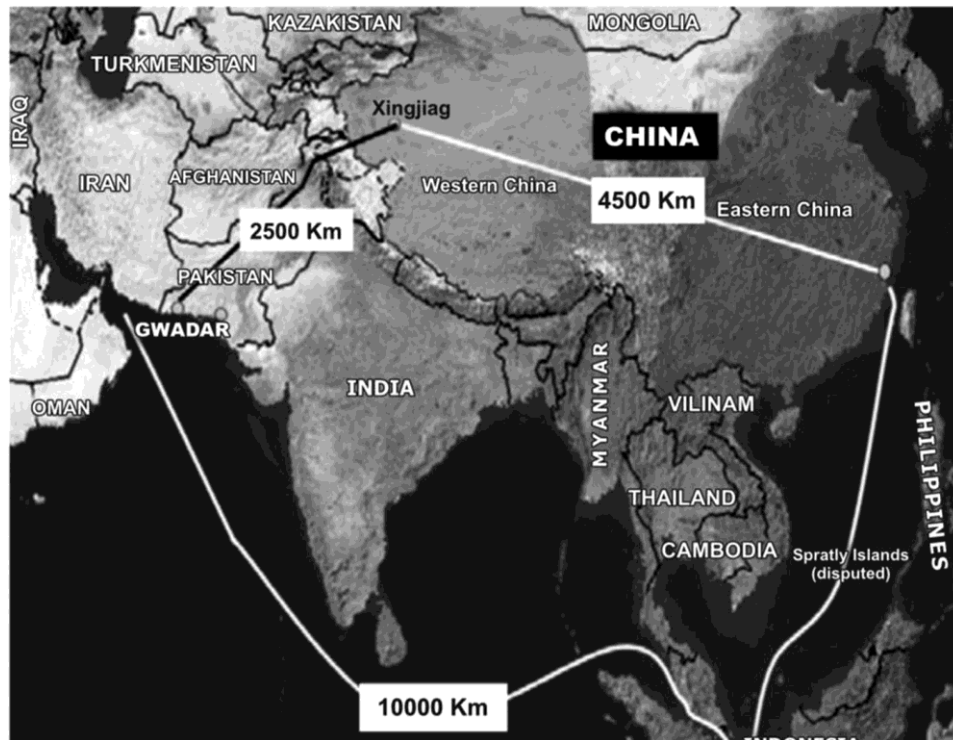 KAZAKISTAN
MONGOLIA
TURKMENISTAN
Xingjiag
CHINA
IRAQ
IRAN
AFGHANISTAN
Western China
4500 Km
Eastern China
2500 Km
PAKISTAN
GWADAR
OMAN
INDIA
MYANMAR
VILINAM
PHILIPPINES
THAILAND
CAMBODIA
Spratly Islands
(disputed)
10000 Km
INDONESIA